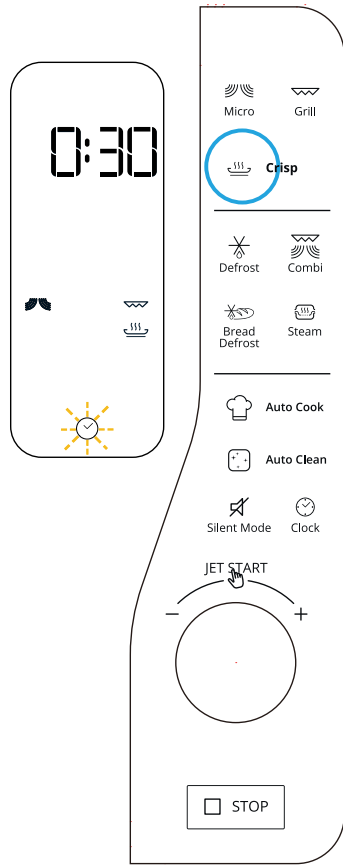 0:30
Micro Grill
Crisp
Defrost Combi
Bread Steam
Defrost
Auto Cook
Auto Clean
Silent Mode Clock
JET START
− +
STOP